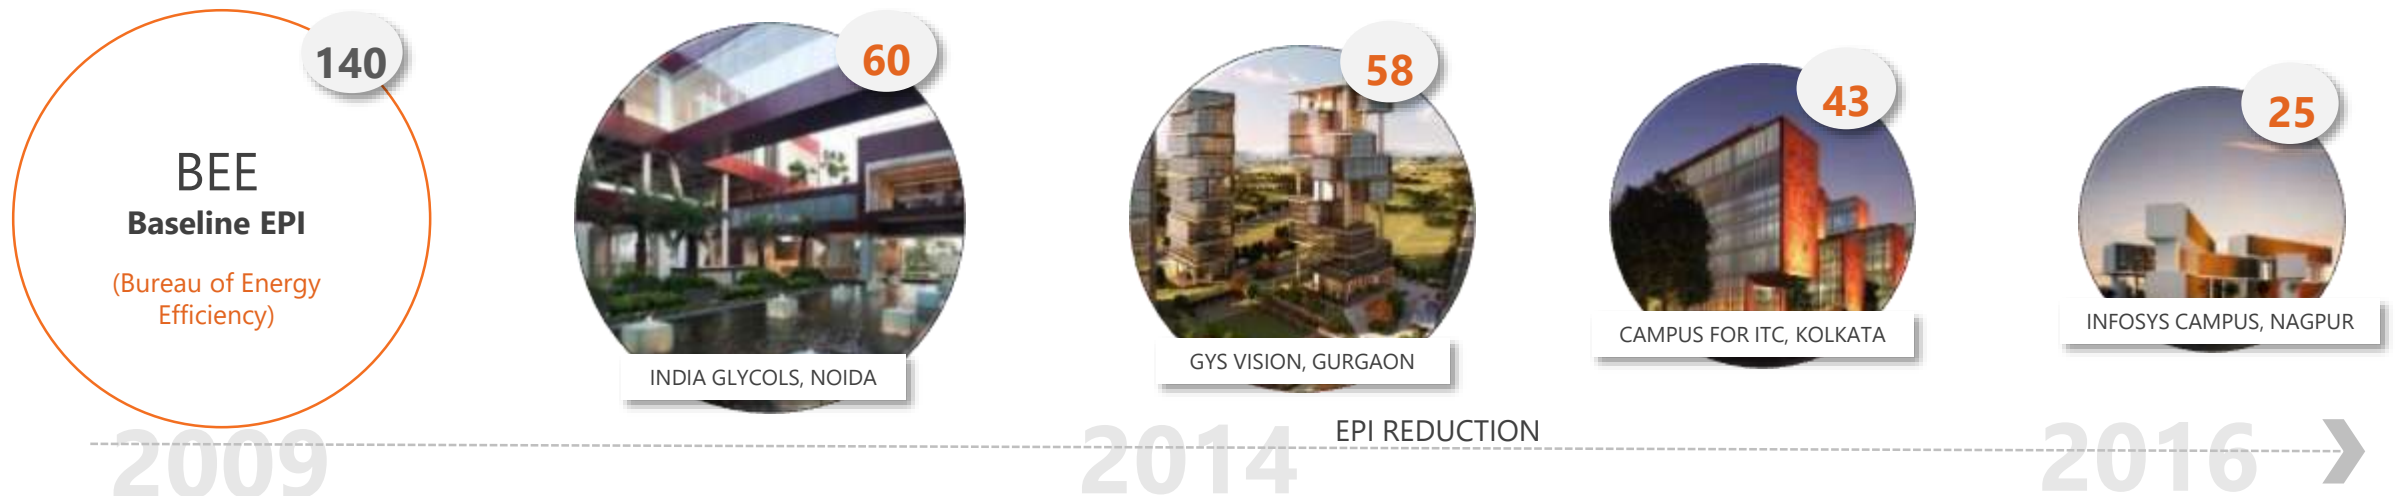 140
BEE
Baseline EPI
(Bureau of Energy
Efficiency)
60
INDIA GLYCOLS, NOIDA
58
GYS VISION, GURGAON
43
CAMPUS FOR ITC, KOLKATA
25
INFOSYS CAMPUS, NAGPUR
EPI REDUCTION
2009
2014
2016